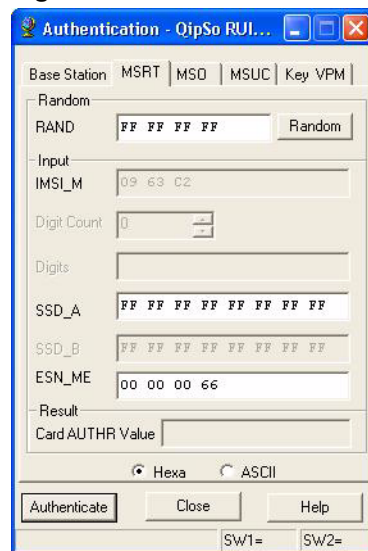 Authentication - QipSo RUI...
Base Station MSRT MSO MSUC Key VPM
Random
RAND FF FF FF FF Random
Input
IMSI_M 09 63 C2
Digit Count 0
Digits
SSD_A FF FF FF FF FF FF FF FF
SSD_B FF FF FF FF FF FF FF FF
ESN_ME 00 00 00 66
Result
Card AUTHR Value
Hexa ASCII
Authenticate Close Help
SW1= SW2=